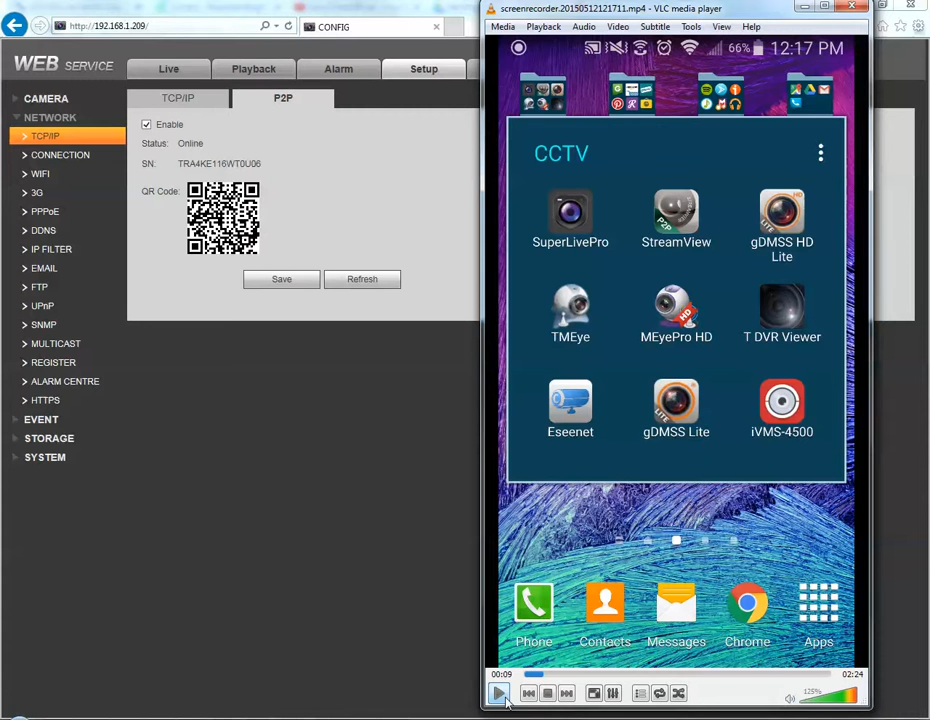 http://192.168.1.209/
CONFIG
WEB SERVICE
Live
Playback
Alarm
Setup
CAMERA
NETWORK
TCP/IP
CONNECTION
WIFI
3G
PPPoE
DDNS
IP FILTER
EMAIL
FTP
UPnP
SNMP
MULTICAST
REGISTER
ALARM CENTRE
HTTPS
EVENT
STORAGE
SYSTEM
TCP/IP
P2P
Enable
Status: Online
SN: TRA4KE116WT0U06
QR Code:
Save
Refresh
screenrecorder.20150512121711.mp4 - VLC media player
Media Playback Audio Video Subtitle Tools View Help
66% 12:17 PM
CCTV
SuperLivePro
P2P
StreamView
LITE
gDMSS HD
Lite
TMEye
HD
MEyePro HD
T DVR Viewer
Eseenet
LITE
gDMSS Lite
iVMS-4500
Phone
Contacts
Messages
Chrome
Apps
00:09
02:24
125%